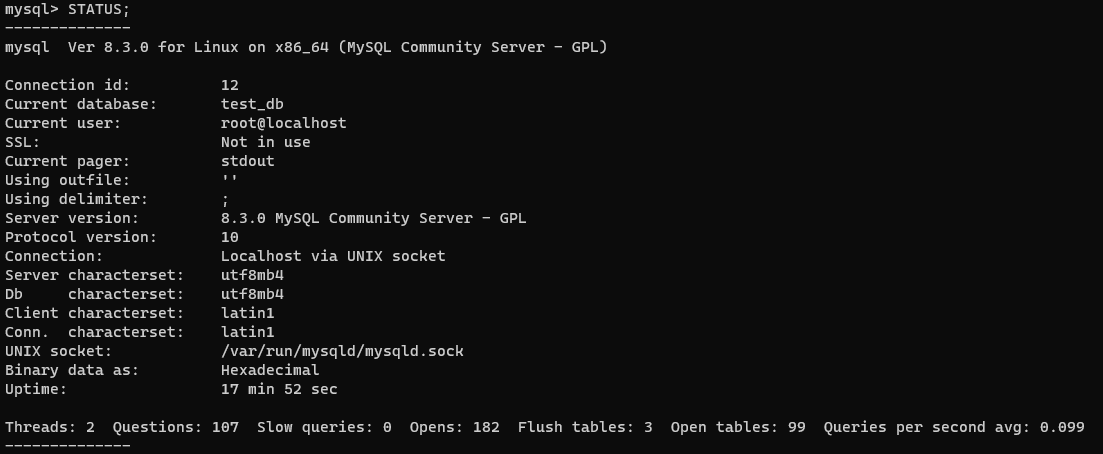 mysql> STATUS;
--------------
mysql  Ver 8.3.0 for Linux on x86_64 (MySQL Community Server - GPL)

Connection id:          12
Current database:       test_db
Current user:           root@localhost
SSL:                    Not in use
Current pager:          stdout
Using outfile:          ''
Using delimiter:        ;
Server version:         8.3.0 MySQL Community Server - GPL
Protocol version:       10
Connection:             Localhost via UNIX socket
Server characterset:    utf8mb4
Db     characterset:    utf8mb4
Client characterset:    latin1
Conn.  characterset:    latin1
UNIX socket:            /var/run/mysqld/mysqld.sock
Binary data as:         Hexadecimal
Uptime:                 17 min 52 sec

Threads: 2  Questions: 107  Slow queries: 0  Opens: 182  Flush tables: 3  Open tables: 99  Queries per second avg: 0.099
--------------